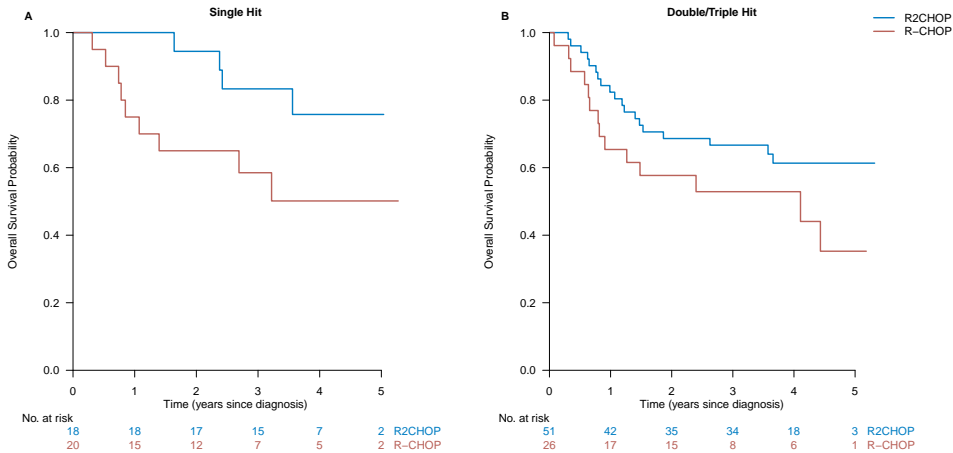 A
Single Hit
1.0
0.8
0.6
0.4
0.2
0.0
Overall Survival Probability
0 1 2 3 4 5
Time (years since diagnosis)
No. at risk
18 18 17 15 7 2 R2CHOP
20 15 12 7 5 2 R−CHOP
B
Double/Triple Hit
R2CHOP
R−CHOP
1.0
0.8
0.6
0.4
0.2
0.0
Overall Survival Probability
0 1 2 3 4 5
Time (years since diagnosis)
No. at risk
51 42 35 34 18 3 R2CHOP
26 17 15 8 6 1 R−CHOP